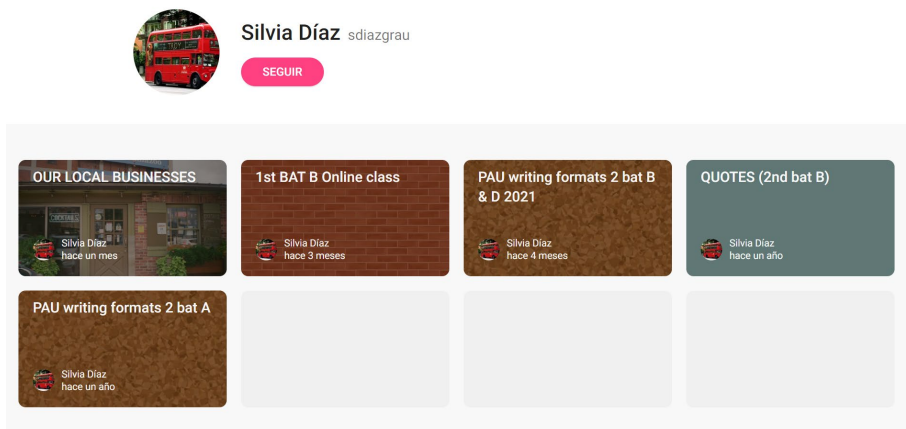 Silvia Díaz sdiazgrau
SEGUIR
OUR LOCAL BUSINESSES
Silvia Díaz
hace un mes
1st BAT B Online class
Silvia Díaz
hace 3 meses
PAU writing formats 2 bat B
& D 2021
Silvia Díaz
hace 4 meses
QUOTES (2nd bat B)
Silvia Díaz
hace un año
PAU writing formats 2 bat A
Silvia Díaz
hace un año